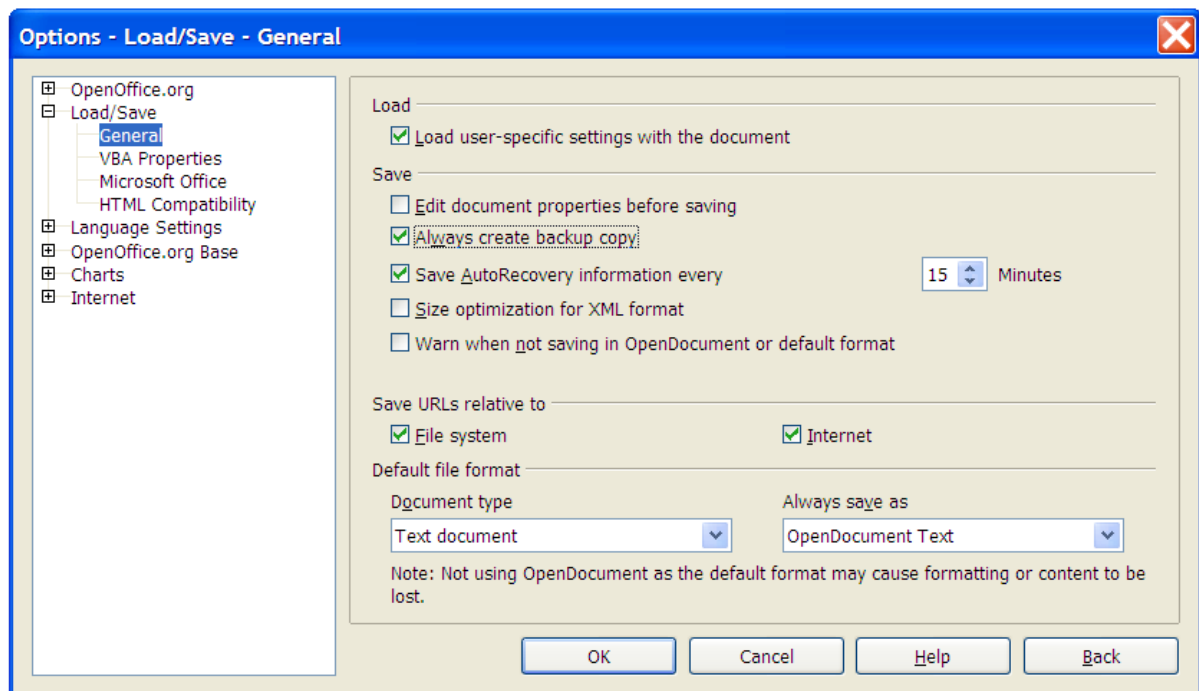 Options - Load/Save - General
OpenOffice.org
Load/Save
General
VBA Properties
Microsoft Office
HTML Compatibility
Language Settings
OpenOffice.org Base
Charts
Internet
Load
Load user-specific settings with the document
Save
Edit document properties before saving
Always create backup copy
Save AutoRecovery information every 15 Minutes
Size optimization for XML format
Warn when not saving in OpenDocument or default format
Save URLs relative to
File system Internet
Default file format
Document type Always save as
Text document OpenDocument Text
Note: Not using OpenDocument as the default format may cause formatting or content to be
lost.
OK Cancel Help Back